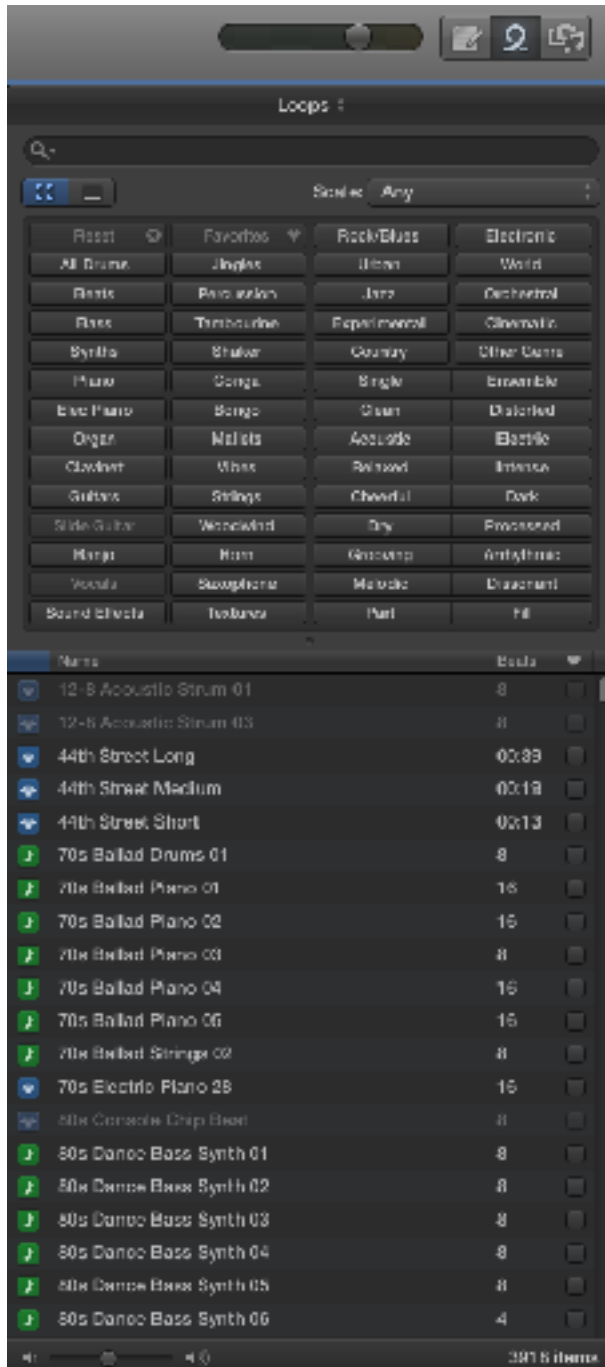 Loops
Scale: Any
Reset Favorites Rock/Blues Electronic
All Drums Jingles Urban World
Beats Percussion Jazz Orchestral
Bass Tambourine Experimental Cinematic
Synths Shaker Country Other Genre
Piano Conga Single Ensemble
Elec Piano Bongo Clean Distorted
Organ Mallets Acoustic Electric
Clavinet Vibes Relaxed Intense
Guitars Strings Cheerful Dark
Slide Guitar Woodwind Dry Processed
Banjo Horn Grooving Arrhythmic
Vocals Saxophone Melodic Dissonant
Sound Effects Textures Part Fill
Name Beats
12-8 Acoustic Strum 01 8
12-8 Acoustic Strum 03 8
44th Street Long 00:39
44th Street Medium 00:19
44th Street Short 00:13
70s Ballad Drums 01 8
70s Ballad Piano 01 16
70s Ballad Piano 02 16
70s Ballad Piano 03 8
70s Ballad Piano 04 16
70s Ballad Piano 05 16
70s Ballad Strings 02 8
70s Electric Piano 28 16
80s Console Chip Beat 8
80s Dance Bass Synth 01 8
80s Dance Bass Synth 02 8
80s Dance Bass Synth 03 8
80s Dance Bass Synth 04 8
80s Dance Bass Synth 05 8
80s Dance Bass Synth 06 4
3916 items